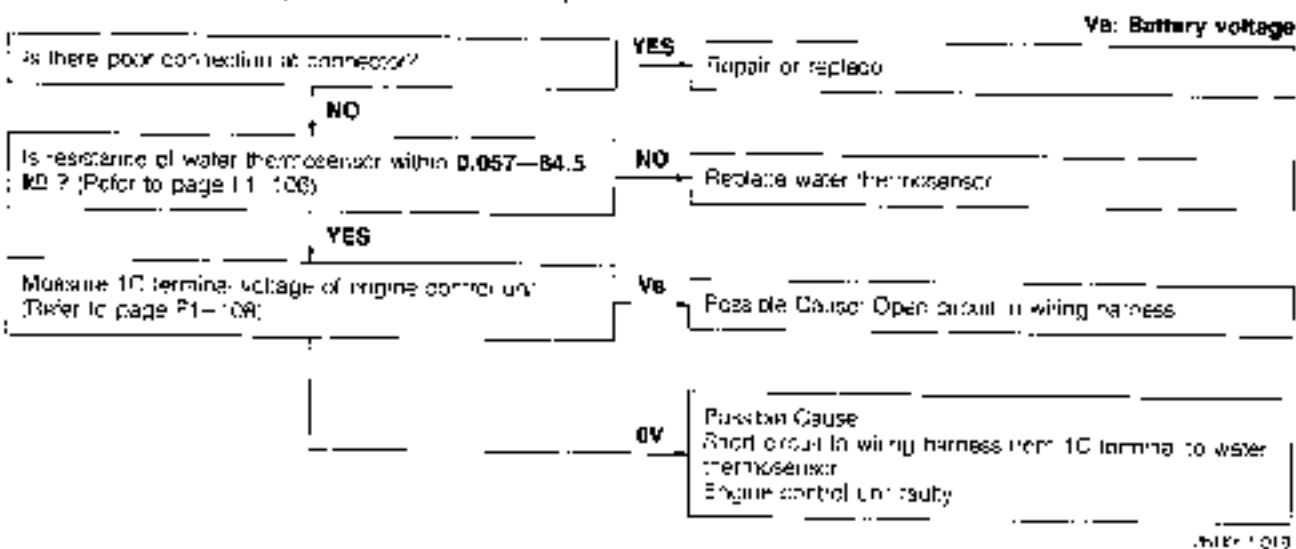 VB: Battery voltage
Is there poor connection at connector?
YES
Repair or replace
NO
Is resistance of water thermosensor within 0.057—84.5
kΩ ? (Refer to page F1–106)
NO
Replace water thermosensor
YES
Measure 1C terminal voltage of engine control unit
(Refer to page F1–108)
VB
Possible Cause: Open circuit in wiring harness
0V
Possible Cause
Short circuit in wiring harness from 1C terminal to water
thermosensor
Engine control unit faulty